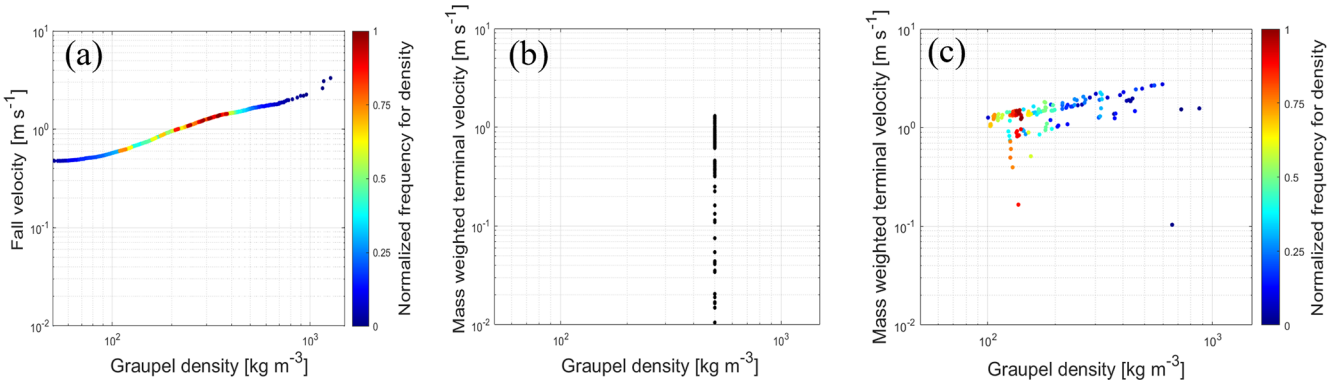 (a)
Fall velocity [m s⁻¹]
10¹
10⁰
10⁻¹
10⁻²
10²
10³
Graupel density [kg m⁻³]
1
0.75
0.5
0.25
0
Normalized frequency for density
(b)
Mass weighted terminal velocity [m s⁻¹]
10¹
10⁰
10⁻¹
10⁻²
10²
10³
Graupel density [kg m⁻³]
(c)
Mass weighted terminal velocity [m s⁻¹]
10¹
10⁰
10⁻¹
10⁻²
10²
10³
Graupel density [kg m⁻³]
1
0.75
0.5
0.25
0
Normalized frequency for density